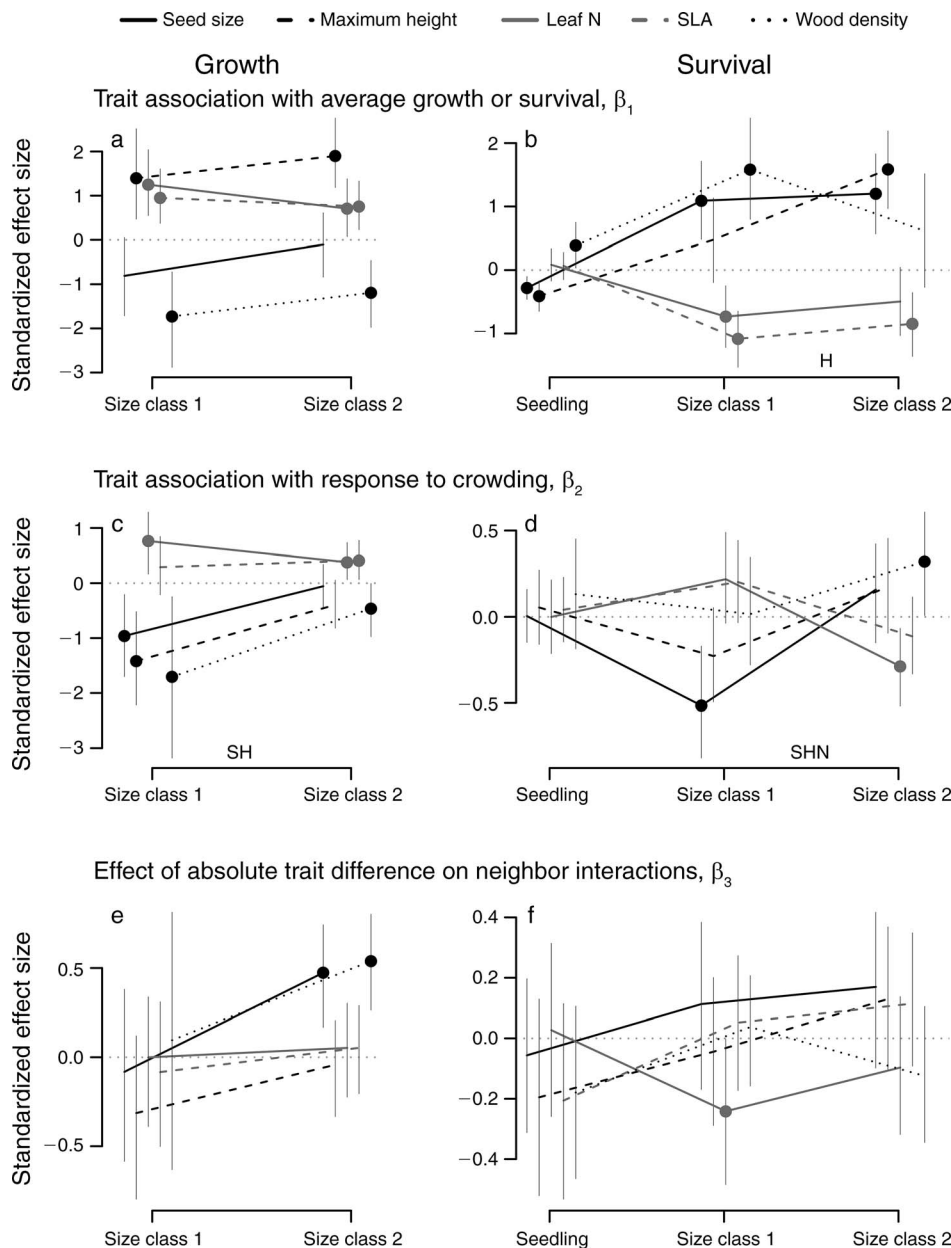 Seed size Maximum height Leaf N SLA Wood density
Growth Survival
Trait association with average growth or survival, β1
a
b
Standardized effect size
2
1
0
−1
−2
−3
2
1
0
−1
H
Size class 1 Size class 2
Seedling Size class 1 Size class 2
Trait association with response to crowding, β2
c
d
Standardized effect size
1
0
−1
−2
−3
0.5
0.0
−0.5
SH
SHN
Size class 1 Size class 2
Seedling Size class 1 Size class 2
Effect of absolute trait difference on neighbor interactions, β3
e
f
Standardized effect size
0.5
0.0
−0.5
0.4
0.2
0.0
−0.2
−0.4
Size class 1 Size class 2
Seedling Size class 1 Size class 2